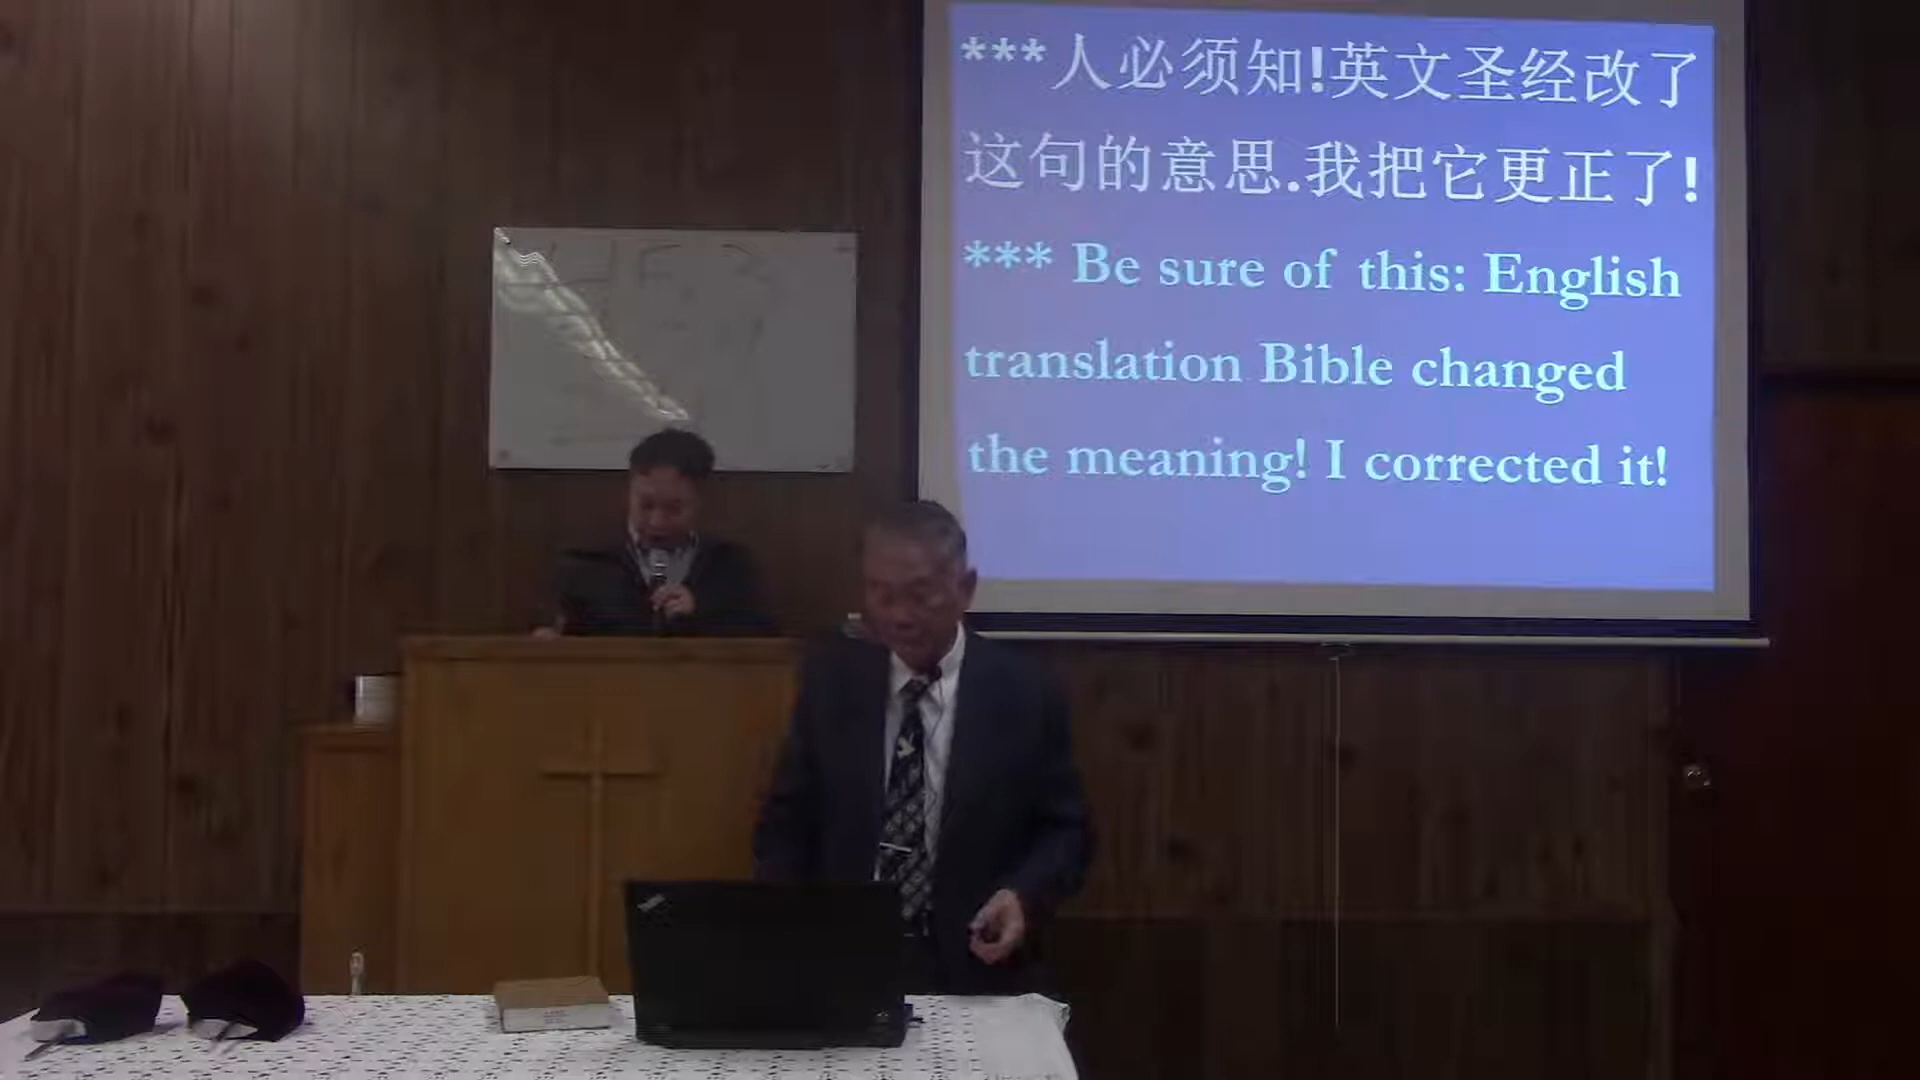 ***人必须知!英文圣经改了
这句的意思.我把它更正了!
*** Be sure of this: English
translation Bible changed
the meaning! I corrected it!